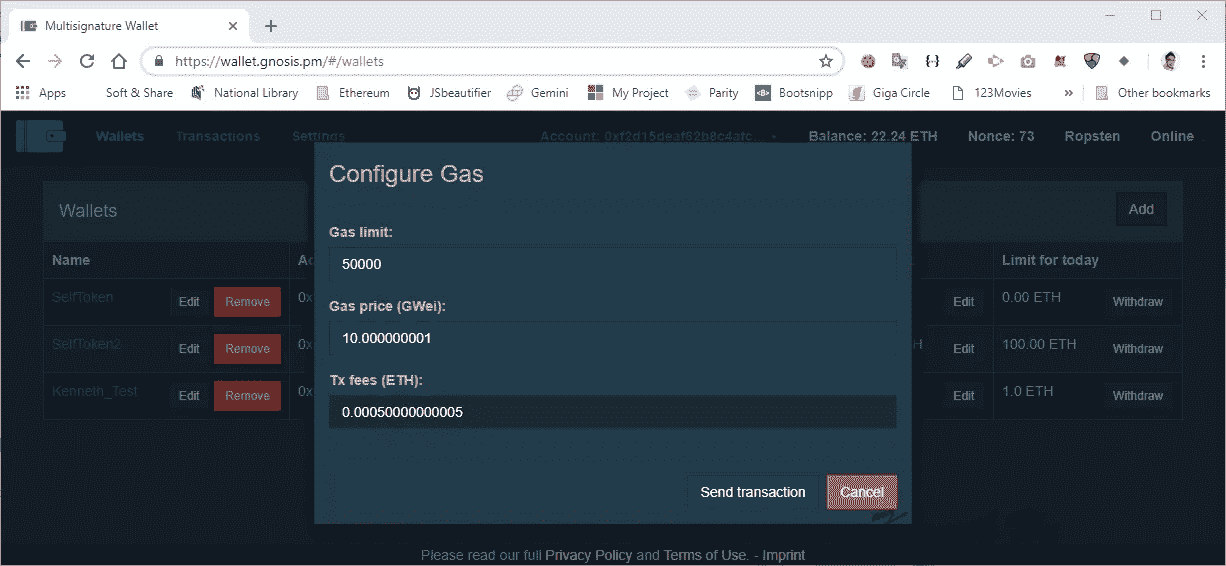 Multisignature Wallet
https://wallet.gnosis.pm/#/wallets
Apps Soft & Share National Library Ethereum JSbeautifier Gemini My Project Parity Bootsnipp Giga Circle 123Movies » Other bookmarks
Wallets Transactions Settings Account: 0xf2d15deaf62b8c4afc... Balance: 22.24 ETH Nonce: 73 Ropsten Online
Configure Gas
Gas limit:
50000
Gas price (GWei):
10.000000001
Tx fees (ETH):
0.00050000000005
Send transaction Cancel
Wallets Add
Name Limit for today
SelfToken Edit Remove 0x Edit 0.00 ETH Withdraw
SelfToken2 Edit Remove 0x H Edit 100.00 ETH Withdraw
Kenneth_Test Edit Remove 0x Edit 1.0 ETH Withdraw
Please read our full Privacy Policy and Terms of Use. - Imprint